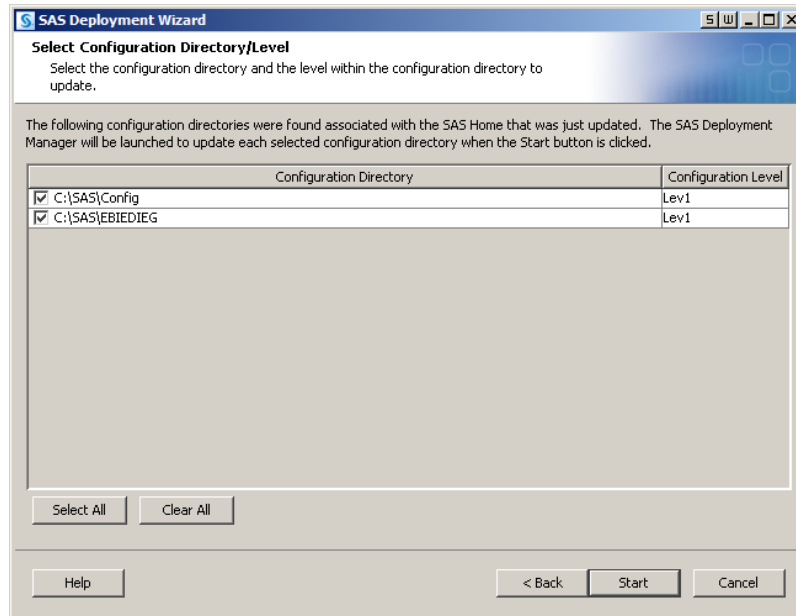 SAS Deployment Wizard
S W
Select Configuration Directory/Level
Select the configuration directory and the level within the configuration directory to
update.
The following configuration directories were found associated with the SAS Home that was just updated.  The SAS Deployment
Manager will be launched to update each selected configuration directory when the Start button is clicked.
Configuration Directory Configuration Level
C:\SAS\Config Lev1
C:\SAS\EBIEDIEG Lev1
Select All Clear All
Help < Back Start Cancel